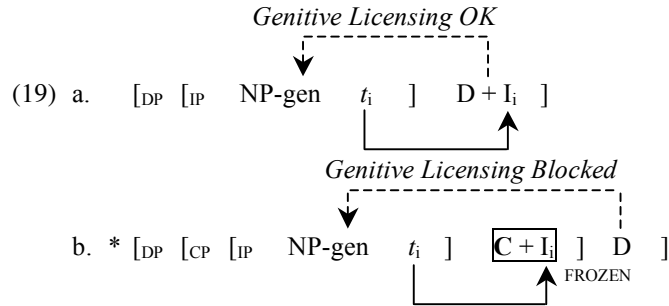 Genitive Licensing OK
(19) a. [DP [IP NP-gen ti ] D + Ii ]
Genitive Licensing Blocked
b. * [DP [CP [IP NP-gen ti ] C + Ii ] D ]
FROZEN